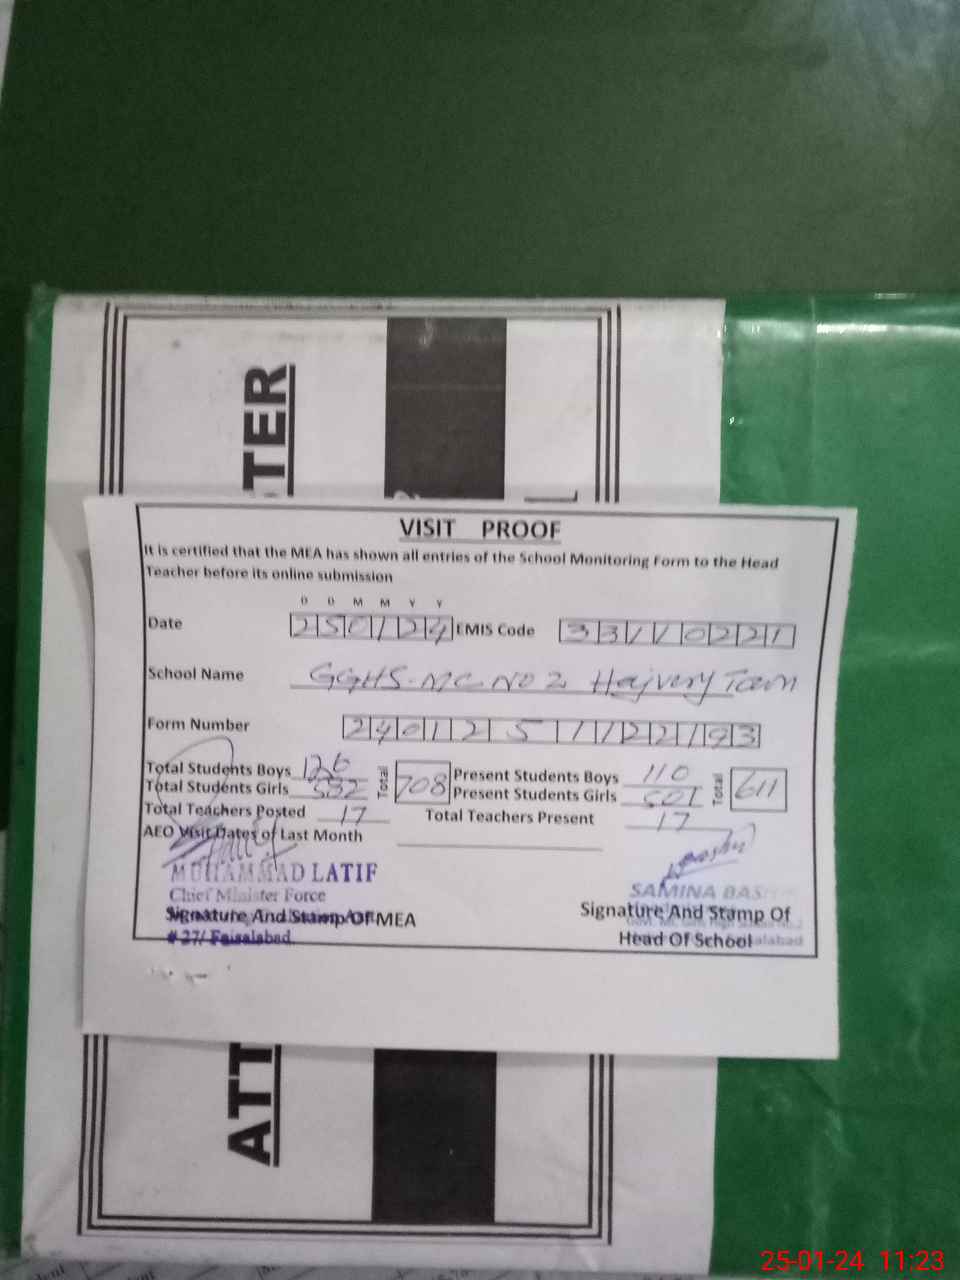 TER
VISIT PROOF
It is certified that the MEA has shown all entries of the School Monitoring Form to the Head
Teacher before its online submission
D D M M Y Y
Date 250124 EMIS Code 33110221
School Name GGHS-MC NO 2 Hajvery Town
Form Number 2401251122193
Total Students Boys 126 Total 708 Present Students Boys 110 Total 611
Total Students Girls 582 Present Students Girls 501
Total Teachers Posted 17 Total Teachers Present 17
AEO Visit Dates of Last Month
MUHAMMAD LATIF
Chief Minister Force
SAMINA BAS
Signature And Stamp Of MEA
Signature And Stamp Of
# 27/ Faisalabad.
Head Of School
ATT
25-01-24 11:23